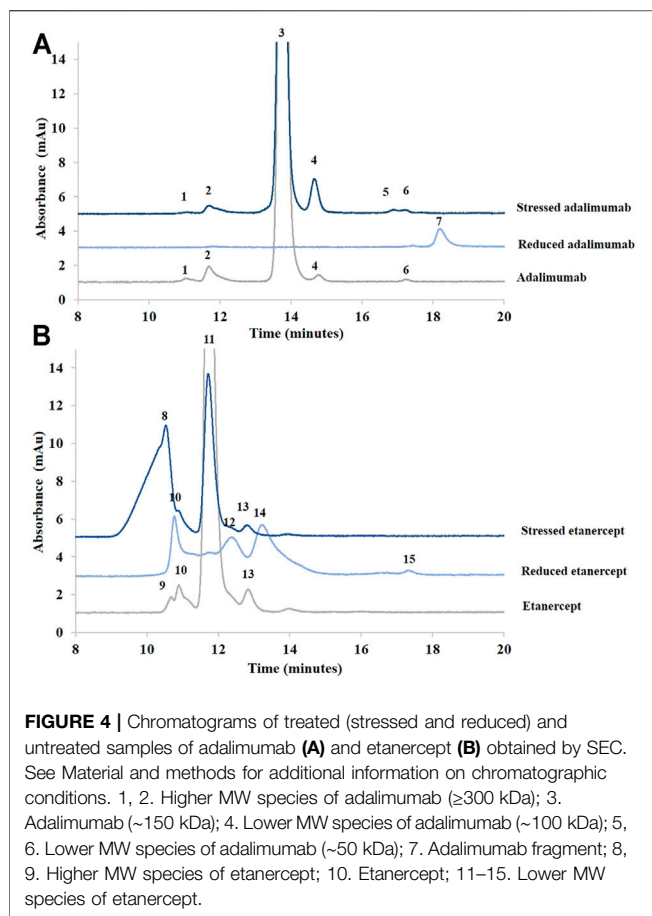 A
3
14
12
10
8
6
4
2
0
Absorbance (mAu)
1
2
4
5
6
Stressed adalimumab
7
Reduced adalimumab
1
2
4
6
Adalimumab
8 10 12 14 16 18 20
Time (minutes)
B
11
14
12
10
8
6
4
2
0
Absorbance (mAu)
8
10
13
14
12
Stressed etanercept
15
Reduced etanercept
9
10
13
Etanercept
8 10 12 14 16 18 20
Time (minutes)
FIGURE 4 | Chromatograms of treated (stressed and reduced) and
untreated samples of adalimumab (A) and etanercept (B) obtained by SEC.
See Material and methods for additional information on chromatographic
conditions. 1, 2. Higher MW species of adalimumab (≥300 kDa); 3.
Adalimumab (~150 kDa); 4. Lower MW species of adalimumab (~100 kDa); 5,
6. Lower MW species of adalimumab (~50 kDa); 7. Adalimumab fragment; 8,
9. Higher MW species of etanercept; 10. Etanercept; 11–15. Lower MW
species of etanercept.